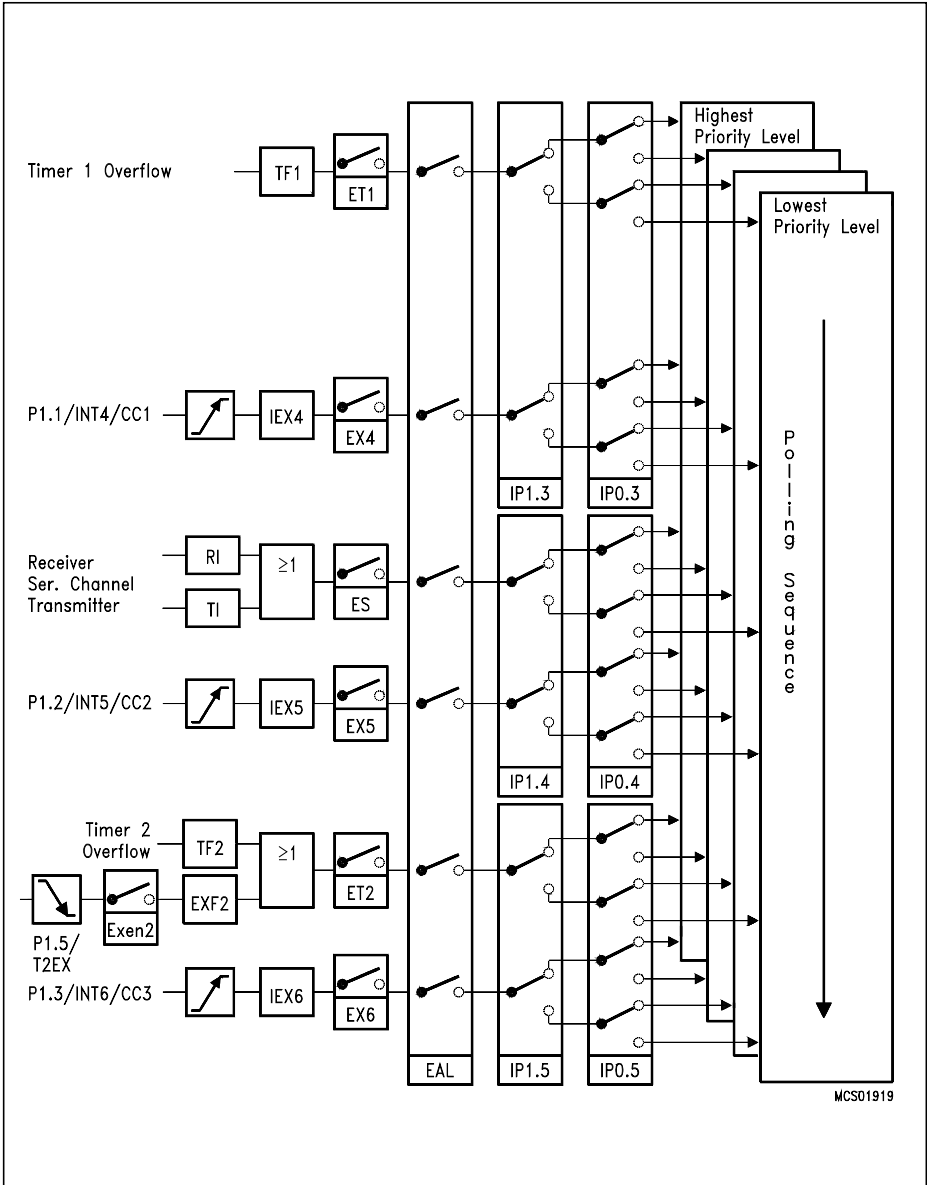 Highest
Priority Level
Timer 1 Overflow
TF1
ET1
Lowest
Priority Level
P1.1/INT4/CC1
IEX4
EX4
IP1.3
IP0.3
Polling Sequence
Receiver
Ser. Channel
Transmitter
RI
TI
≥1
ES
P1.2/INT5/CC2
IEX5
EX5
IP1.4
IP0.4
Timer 2
Overflow
TF2
≥1
ET2
Exen2
EXF2
P1.5/
T2EX
P1.3/INT6/CC3
IEX6
EX6
EAL
IP1.5
IP0.5
MCS01919